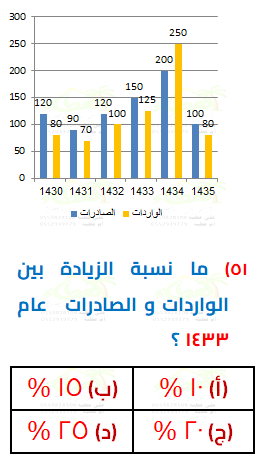 300
250
200
150
100
50
0
120 80 90 70 120 100 150 125 200 250 100 80
1430 1431 1432 1433 1434 1435
الصادرات الواردات
٥١) ما نسبة الزيادة بين
الواردات و الصادرات عام
١٤٣٣ ؟
(أ) ١٠ % (ب) ١٥ %
(ج) ٢٠ % (د) ٢٥ %